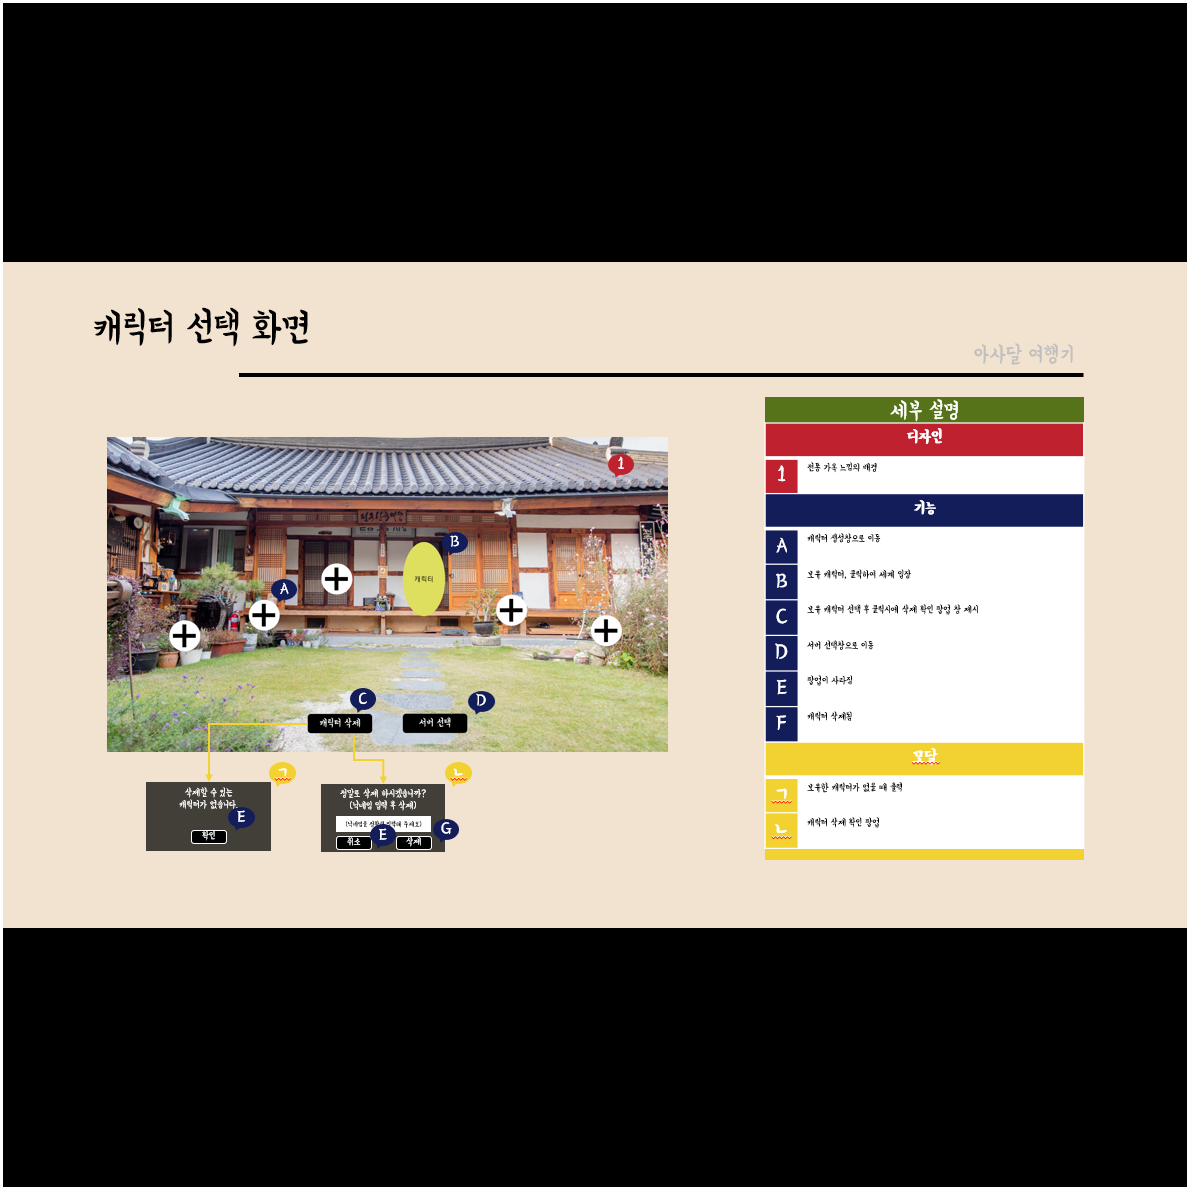 캐릭터 선택 화면
아사달 여행기
1
B
캐릭터
A
C
D
캐릭터 삭제
서버 선택
ㄱ
ㄴ
삭제할 수 있는
캐릭터가 없습니다.
E
확인
정말로 삭제 하시겠습니까?
(닉네임 입력 후 삭제)
(닉네임을 정확히 입력해 주세요)
E
G
취소
삭제
세부 설명
디자인
1
전통 가옥 느낌의 배경
기능
A
캐릭터 생성창으로 이동
B
보유 캐릭터, 클릭하여 세계 입장
C
보유 캐릭터 선택 후 클릭시에 삭제 확인 팝업 창 제시
D
서버 선택창으로 이동
E
팝업이 사라짐
F
캐릭터 삭제됨
모달
ㄱ
보유한 캐릭터가 없을 때 출력
ㄴ
캐릭터 삭제 확인 팝업